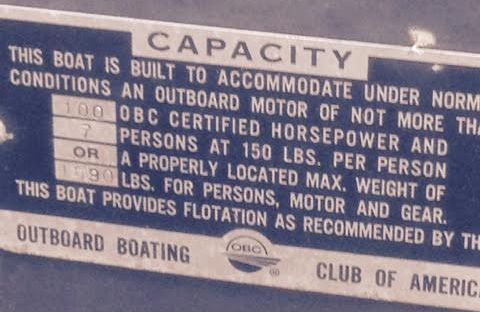 CAPACITY
THIS BOAT IS BUILT TO ACCOMMODATE UNDER NORM
CONDITIONS AN OUTBOARD MOTOR OF NOT MORE THA
100 OBC CERTIFIED HORSEPOWER AND
7 PERSONS AT 150 LBS. PER PERSON
OR A PROPERLY LOCATED MAX. WEIGHT OF
LBS. FOR PERSONS, MOTOR AND GEAR.
THIS BOAT PROVIDES FLOTATION AS RECOMMENDED BY TH
OUTBOARD BOATING OBC ® CLUB OF AMERIC